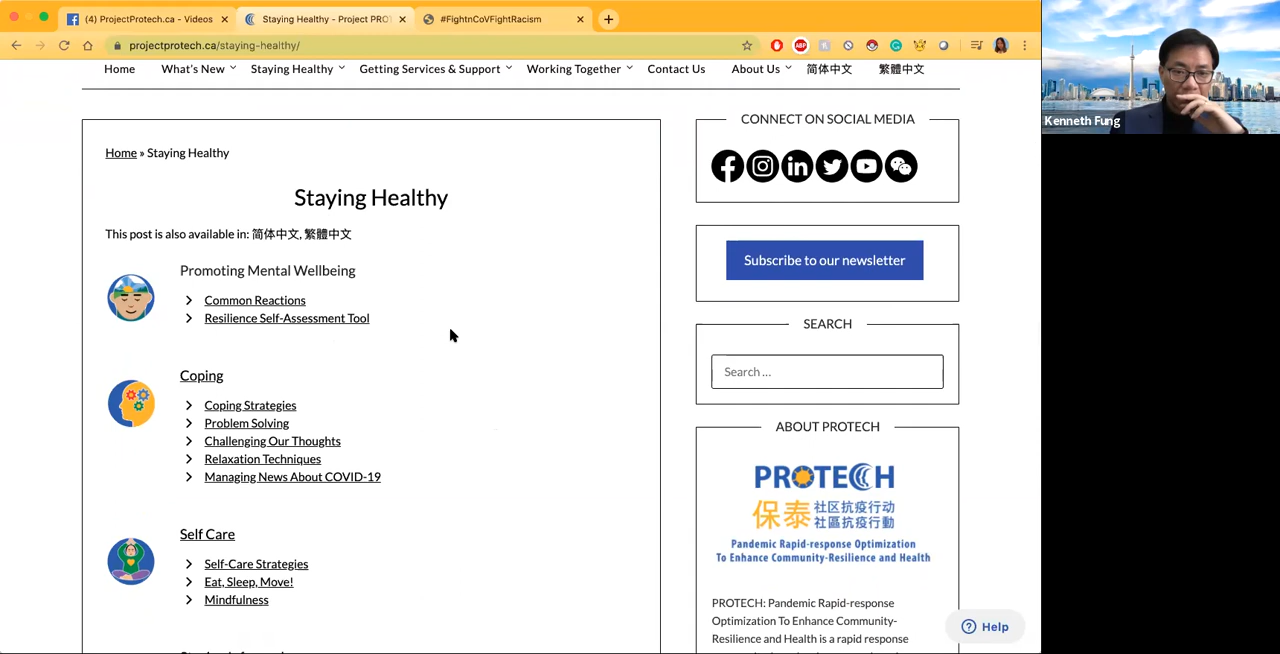 (4) ProjectProtech.ca - Videos
Staying Healthy - Project PRO
#FightnCoVFightRacism
projectprotech.ca/staying-healthy/
ABP
Home What's New Staying Healthy Getting Services & Support Working Together Contact Us About Us 简体中文 繁體中文
Home » Staying Healthy
Staying Healthy
This post is also available in: 简体中文, 繁體中文
Promoting Mental Wellbeing
Common Reactions
Resilience Self-Assessment Tool
Coping
Coping Strategies
Problem Solving
Challenging Our Thoughts
Relaxation Techniques
Managing News About COVID-19
Self Care
Self-Care Strategies
Eat, Sleep, Move!
Mindfulness
CONNECT ON SOCIAL MEDIA
Subscribe to our newsletter
SEARCH
Search ...
ABOUT PROTECH
PROTECH
保泰 社区抗疫行动
社區抗疫行動
Pandemic Rapid-response Optimization
To Enhance Community-Resilience and Health
PROTECH: Pandemic Rapid-response
Optimization To Enhance Community-
Resilience and Health is a rapid response
Help
Kenneth Fung